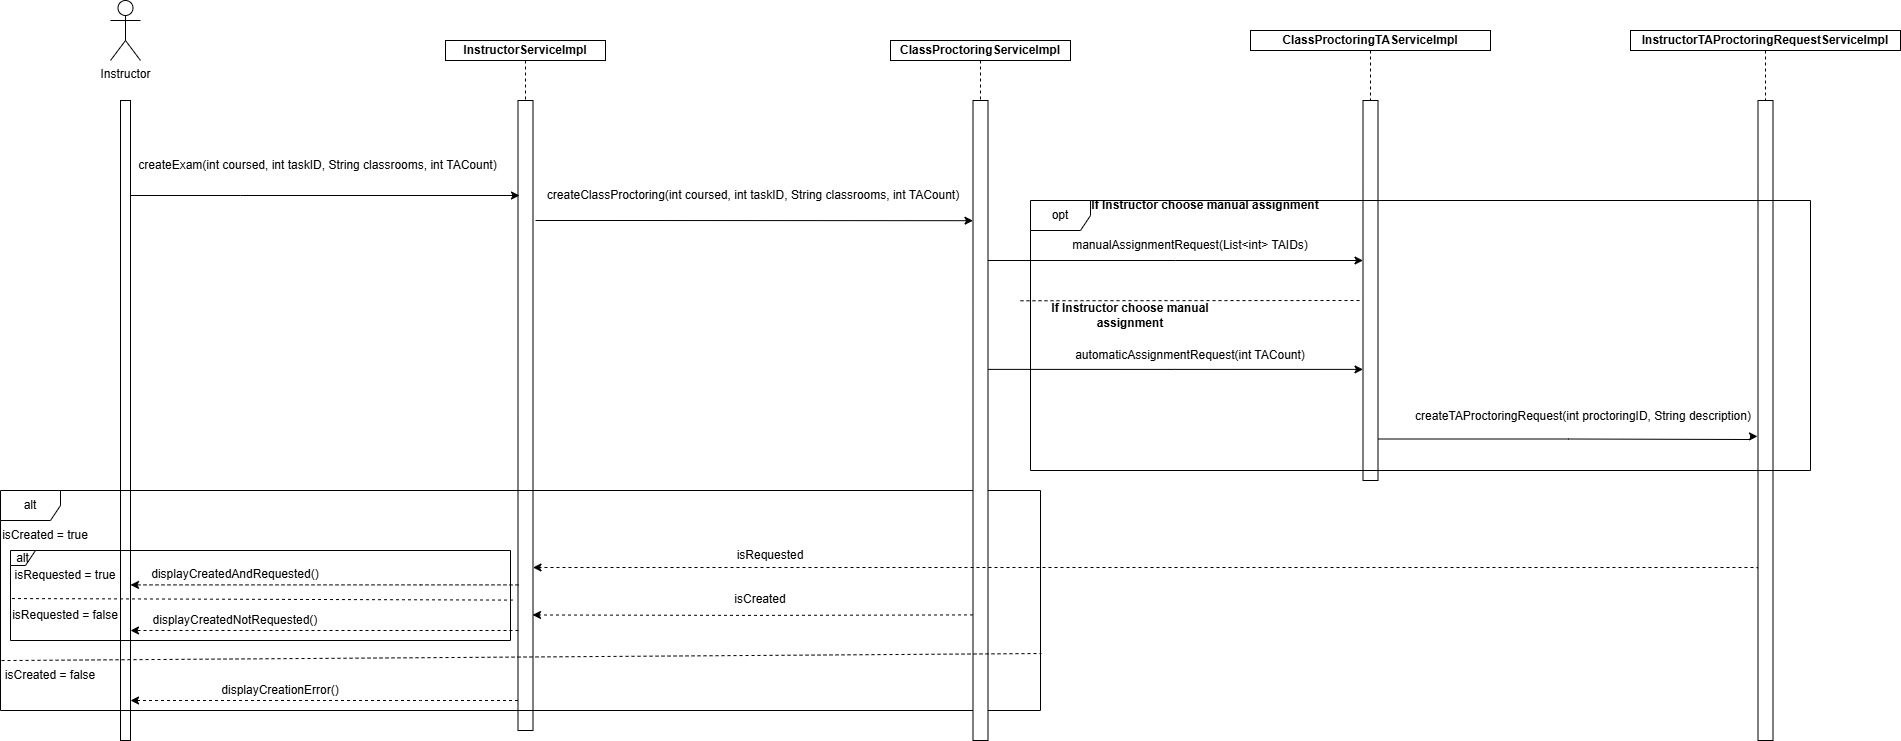 Instructor
InstructorServiceImpl
ClassProctoringServiceImpl
ClassProctoringTAServiceImpl
InstructorTAProctoringRequestServiceImpl
createExam(int coursed, int taskID, String classrooms, int TACount)
createClassProctoring(int coursed, int taskID, String classrooms, int TACount)
opt
If Instructor choose manual assignment
manualAssignmentRequest(List<int> TAIDs)
If Instructor choose manual
assignment
automaticAssignmentRequest(int TACount)
createTAProctoringRequest(int proctoringID, String description)
alt
isCreated = true
alt
isRequested = true
displayCreatedAndRequested()
isRequested
isCreated
isRequested = false
displayCreatedNotRequested()
isCreated = false
displayCreationError()